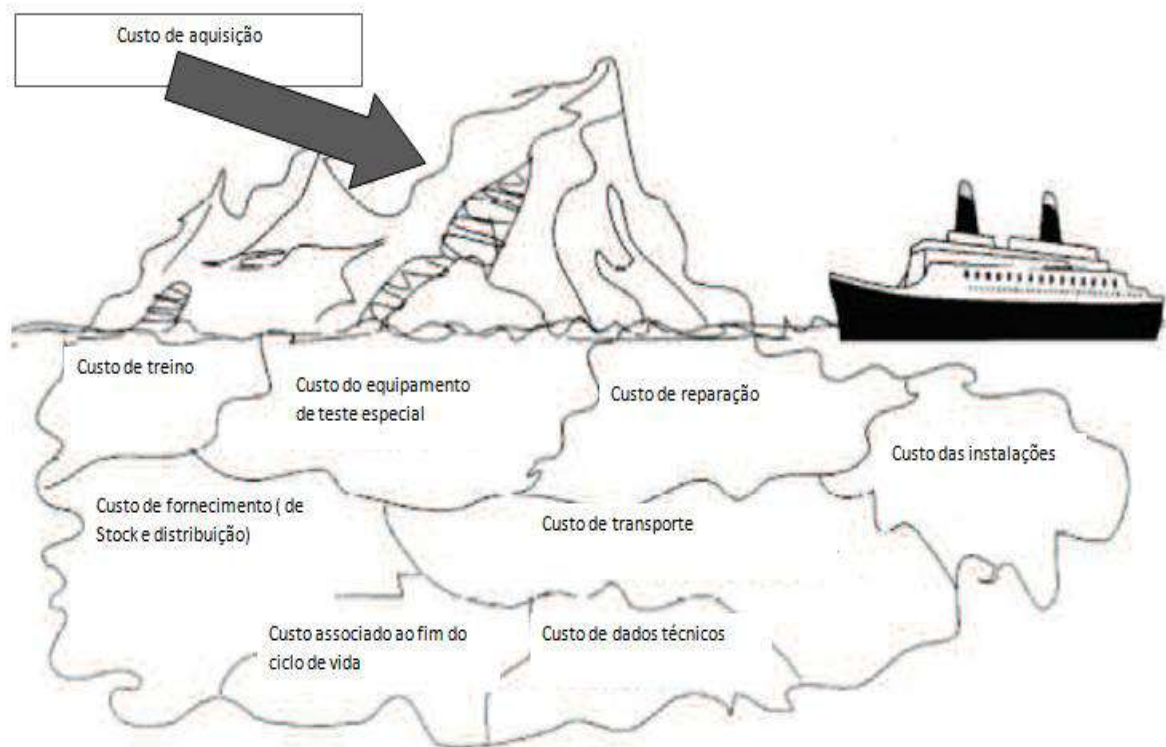 Custo de aquisição
Custo de treino
Custo do equipamento
de teste especial
Custo de reparação
Custo das instalações
Custo de fornecimento ( de
Stock e distribuição)
Custo de transporte
Custo associado ao fim do
ciclo de vida
Custo de dados técnicos